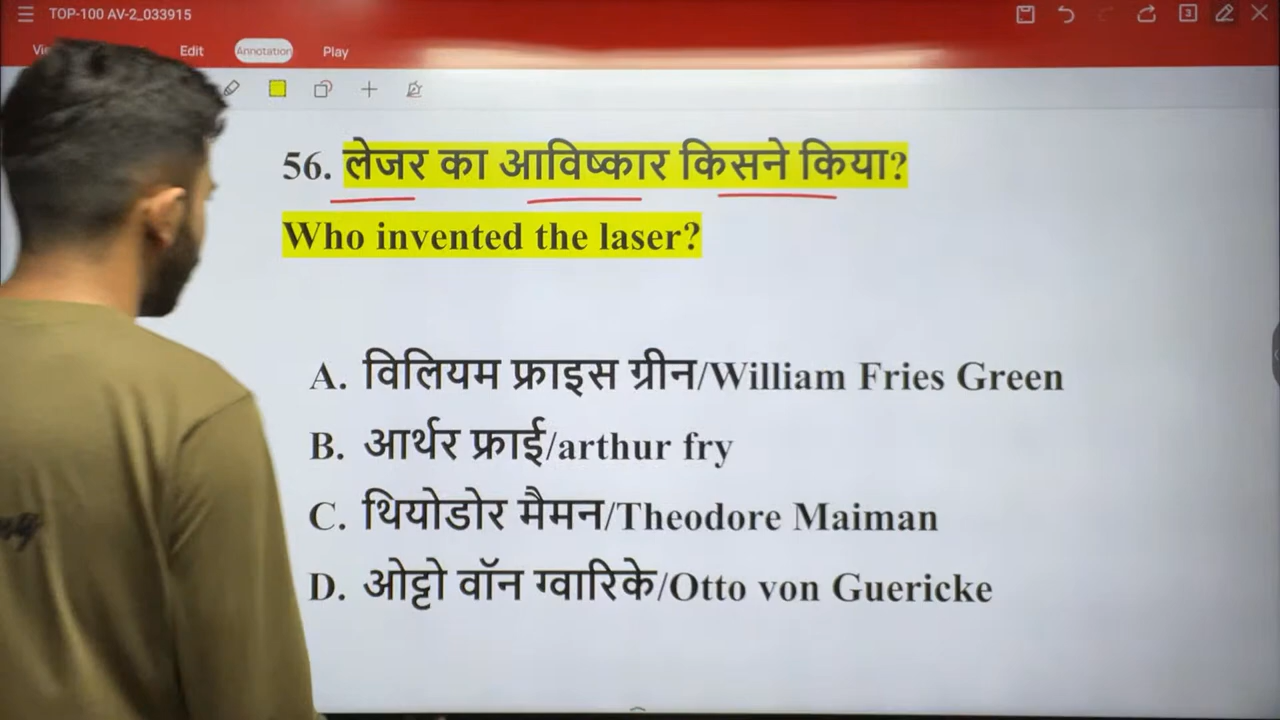 TOP-100 AV-2_033915
3
Edit Annotation Play
56. लेजर का आविष्कार किसने किया?
Who invented the laser?
A. विलियम फ्राइस ग्रीन/William Fries Green
B. आर्थर फ्राई/arthur fry
C. थियोडोर मैमन/Theodore Maiman
D. ओट्टो वॉन ग्वारिके/Otto von Guericke